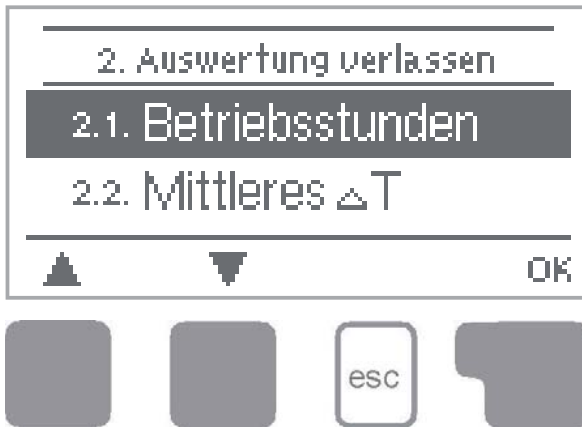 2. Auswertung verlassen
2.1. Betriebsstunden
2.2. Mittleres △T
OK
esc